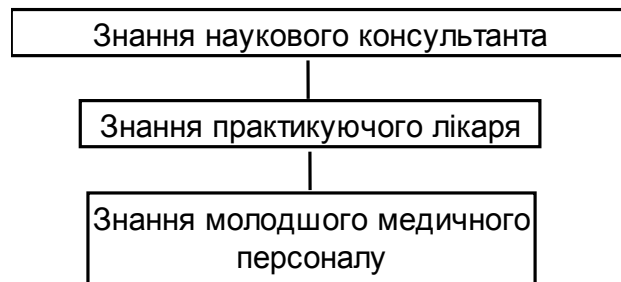 Знання наукового консультанта
Знання практикуючого лікаря
Знання молодшого медичного
персоналу